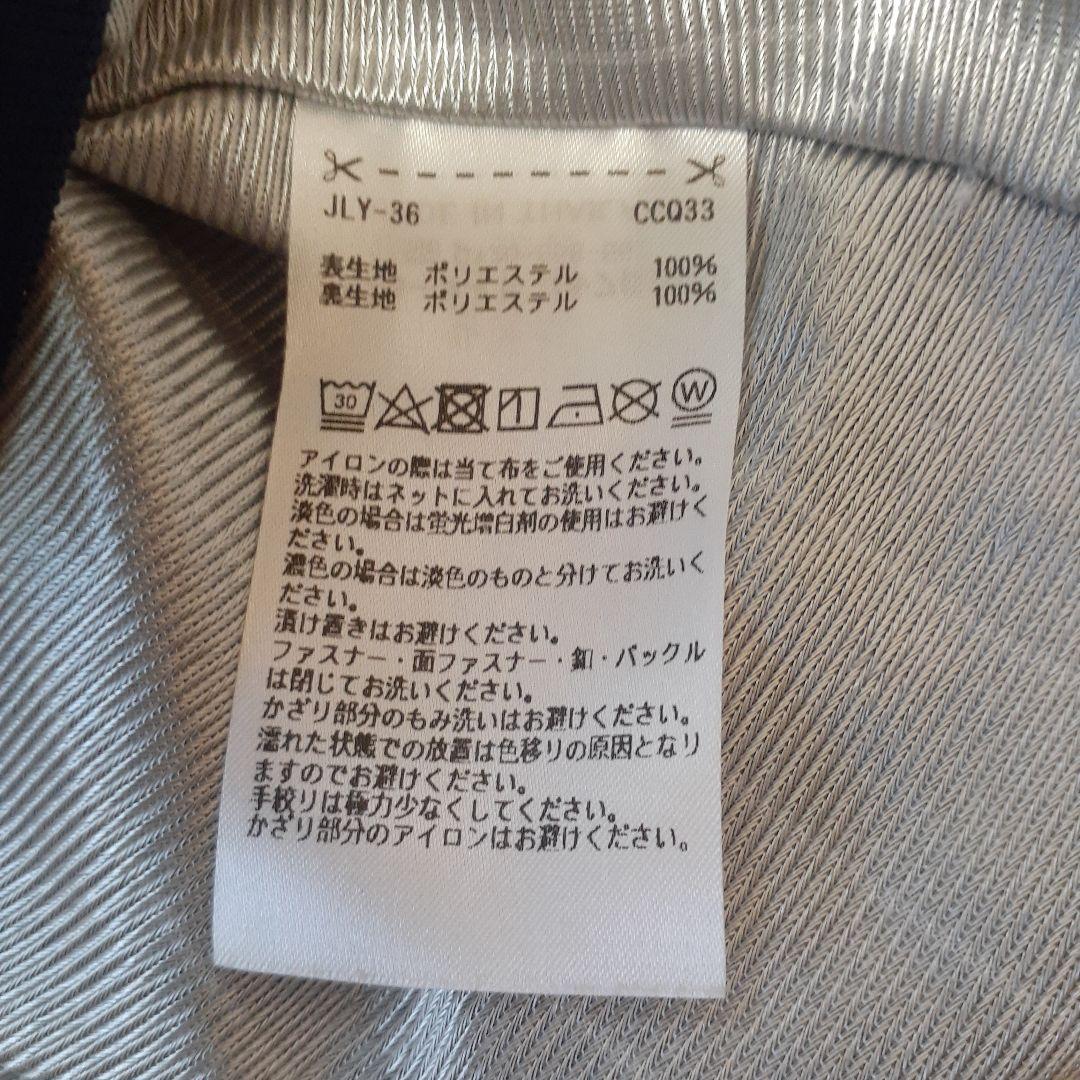 JLY-36 CCQ33
表生地 ポリエステル 100%
裏生地 ポリエステル 100%
30 W
アイロンの際は当て布をご使用ください。
洗濯時はネットに入れてお洗いください。
淡色の場合は蛍光増白剤の使用はお避けく
ださい。
濃色の場合は淡色のものと分けてお洗いく
ださい。
漬け置きはお避けください。
ファスナー・面ファスナー・釦・バックル
は閉じてお洗いください。
かざり部分のもみ洗いはお避けください。
濡れた状態での放置は色移りの原因となり
ますのでお避けください。
手絞りは極力少なくしてください。
かざり部分のアイロンはお避けください。